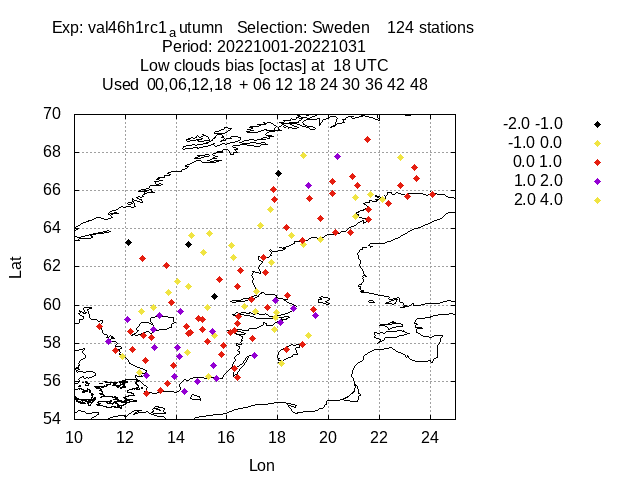 Exp: val46h1rc1 a utumn Selection: Sweden 124 stations
Period: 20221001-20221031
Low clouds bias [octas] at 18 UTC
Used 00,06,12,18 + 06 12 18 24 30 36 42 48
-2.0 -1.0
-1.0 0.0
0.0 1.0
1.0 2.0
2.0 4.0
Lat
70
68
66
64
62
60
58
56
54
10 12 14 16 18 20 22 24
Lon